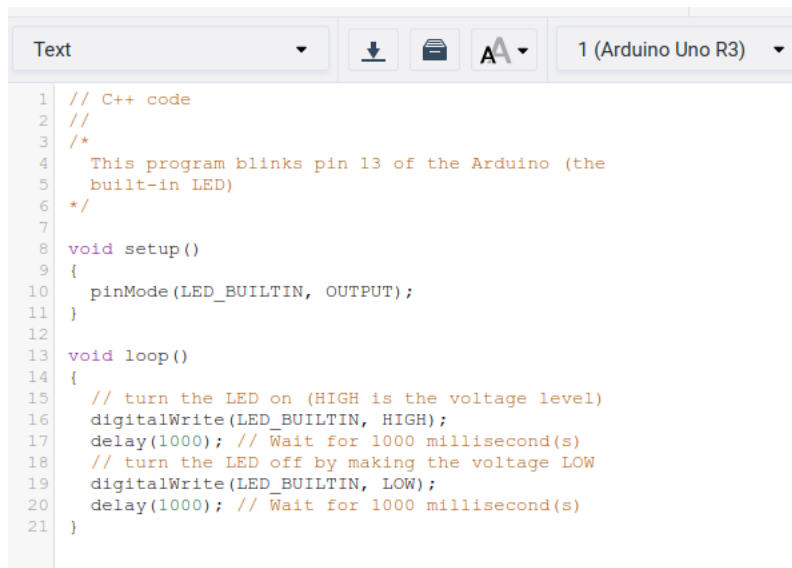 Text
A A
1 (Arduino Uno R3)
1 // C++ code
2 //
3 /*
4   This program blinks pin 13 of the Arduino (the
5   built-in LED)
6 */
7
8 void setup()
9 {
10   pinMode(LED_BUILTIN, OUTPUT);
11 }
12
13 void loop()
14 {
15   // turn the LED on (HIGH is the voltage level)
16   digitalWrite(LED_BUILTIN, HIGH);
17   delay(1000); // Wait for 1000 millisecond(s)
18   // turn the LED off by making the voltage LOW
19   digitalWrite(LED_BUILTIN, LOW);
20   delay(1000); // Wait for 1000 millisecond(s)
21 }